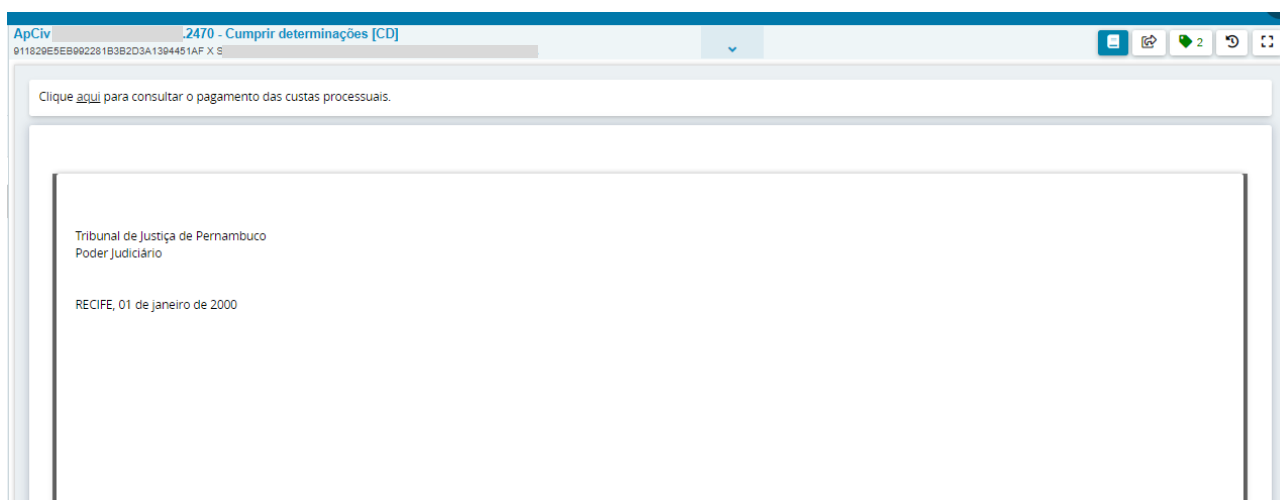 ApCiv .2470 - Cumprir determinações [CD]
911829E5EB992281B3B2D3A1394451AF X S
2
Clique aqui para consultar o pagamento das custas processuais.
Tribunal de Justiça de Pernambuco
Poder Judiciário
RECIFE, 01 de janeiro de 2000